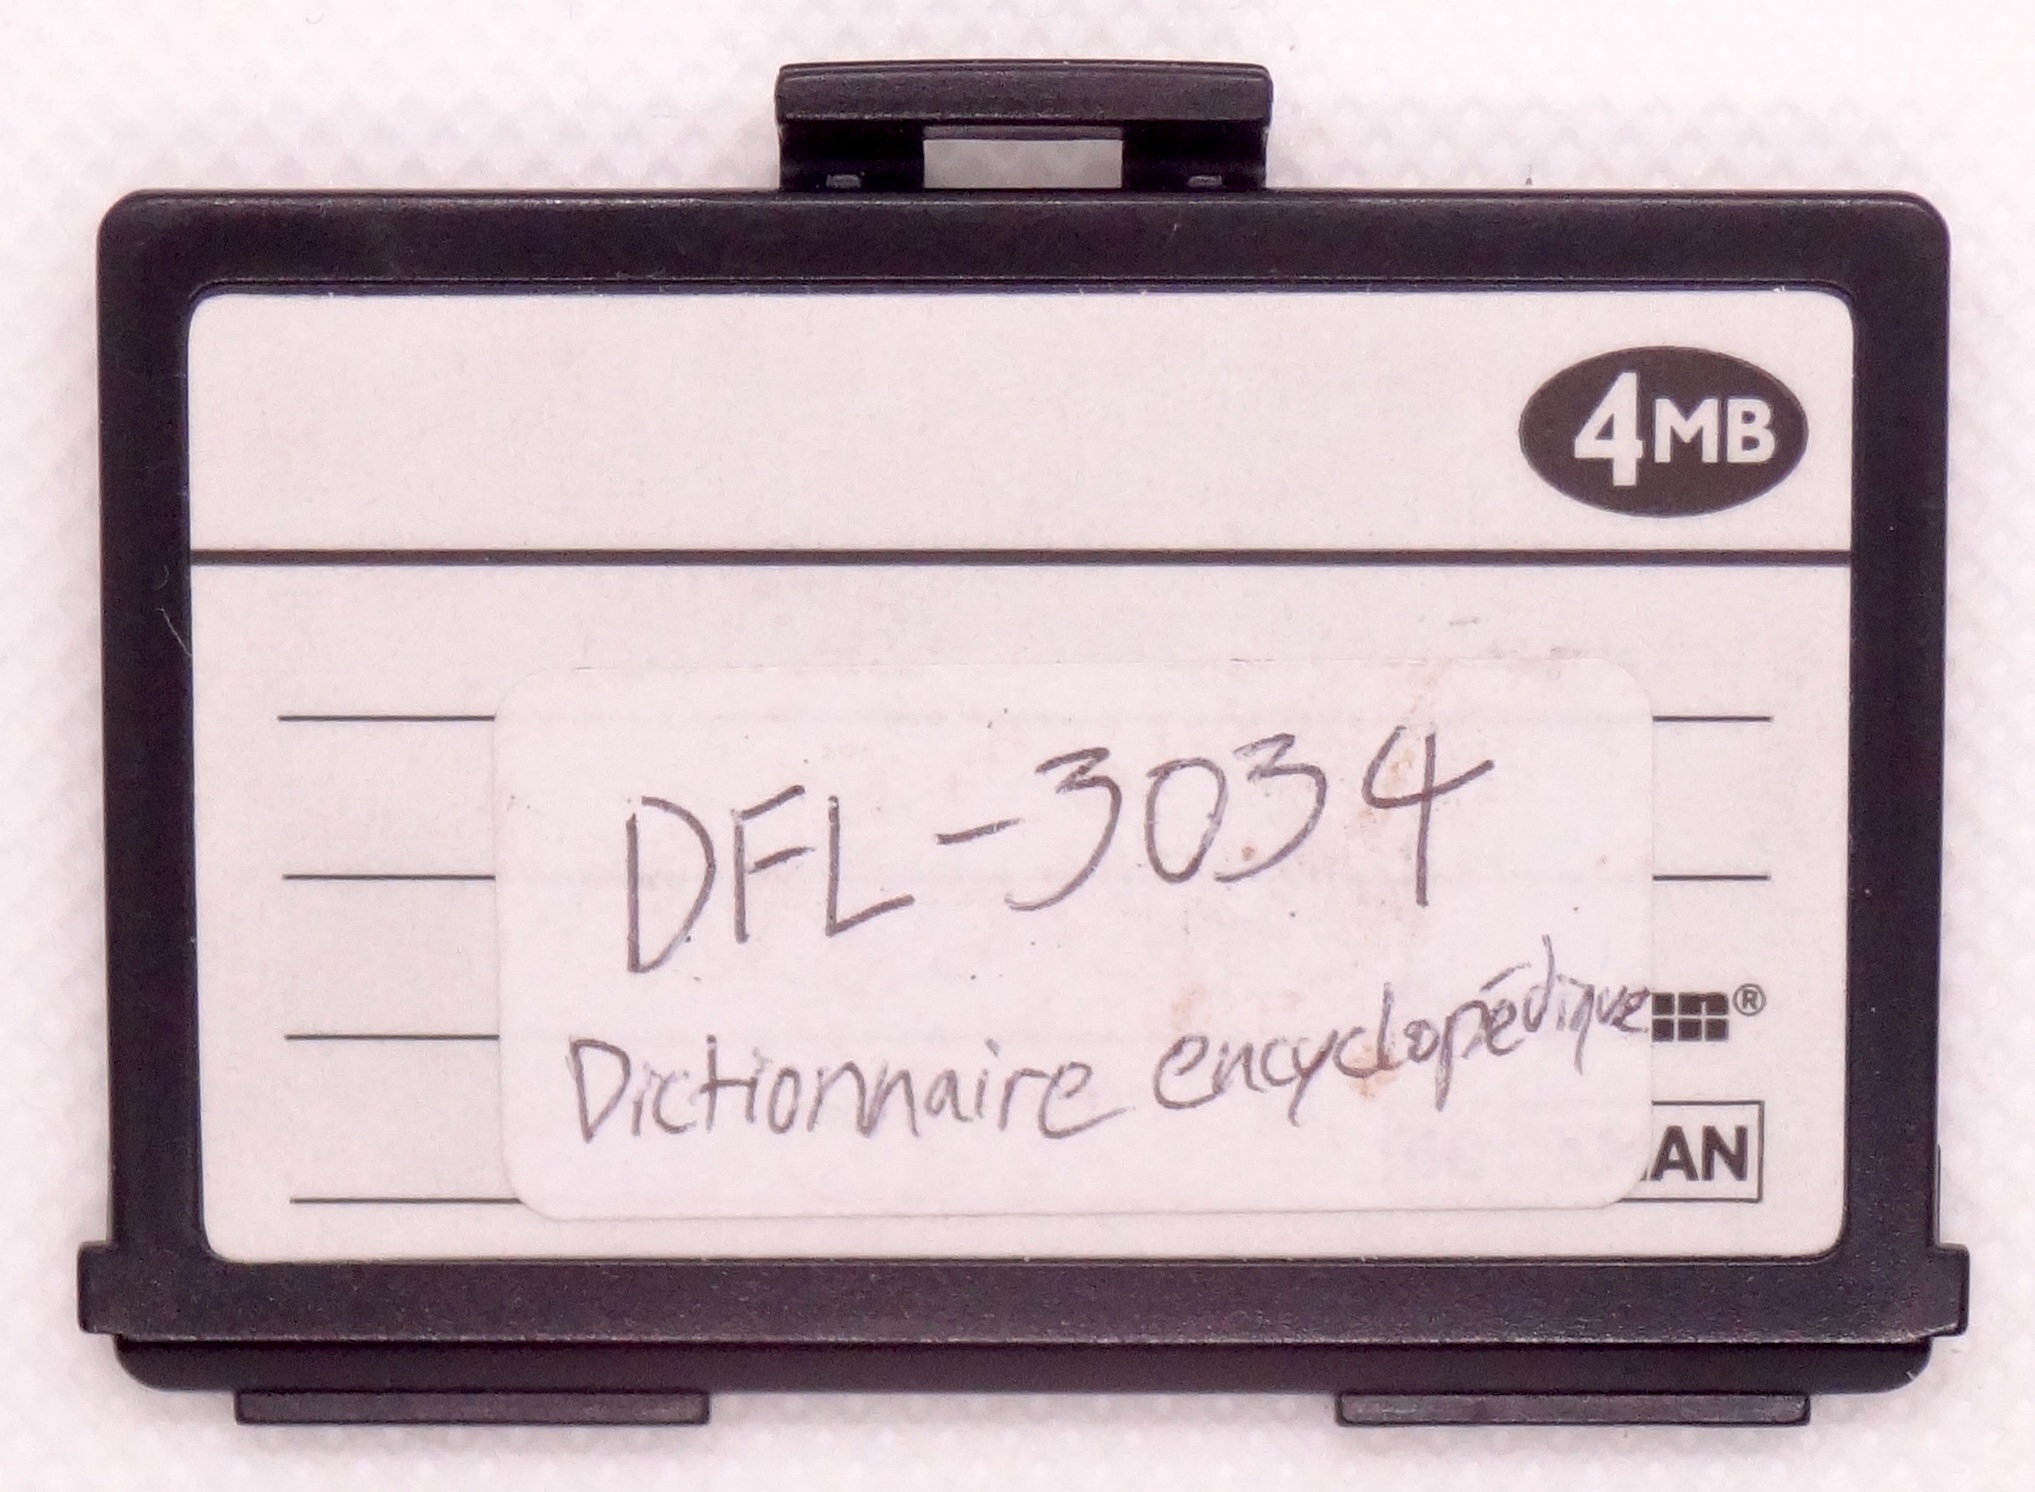 4MB
DFL-3034
Dictionnaire encyclopédique
®
AN